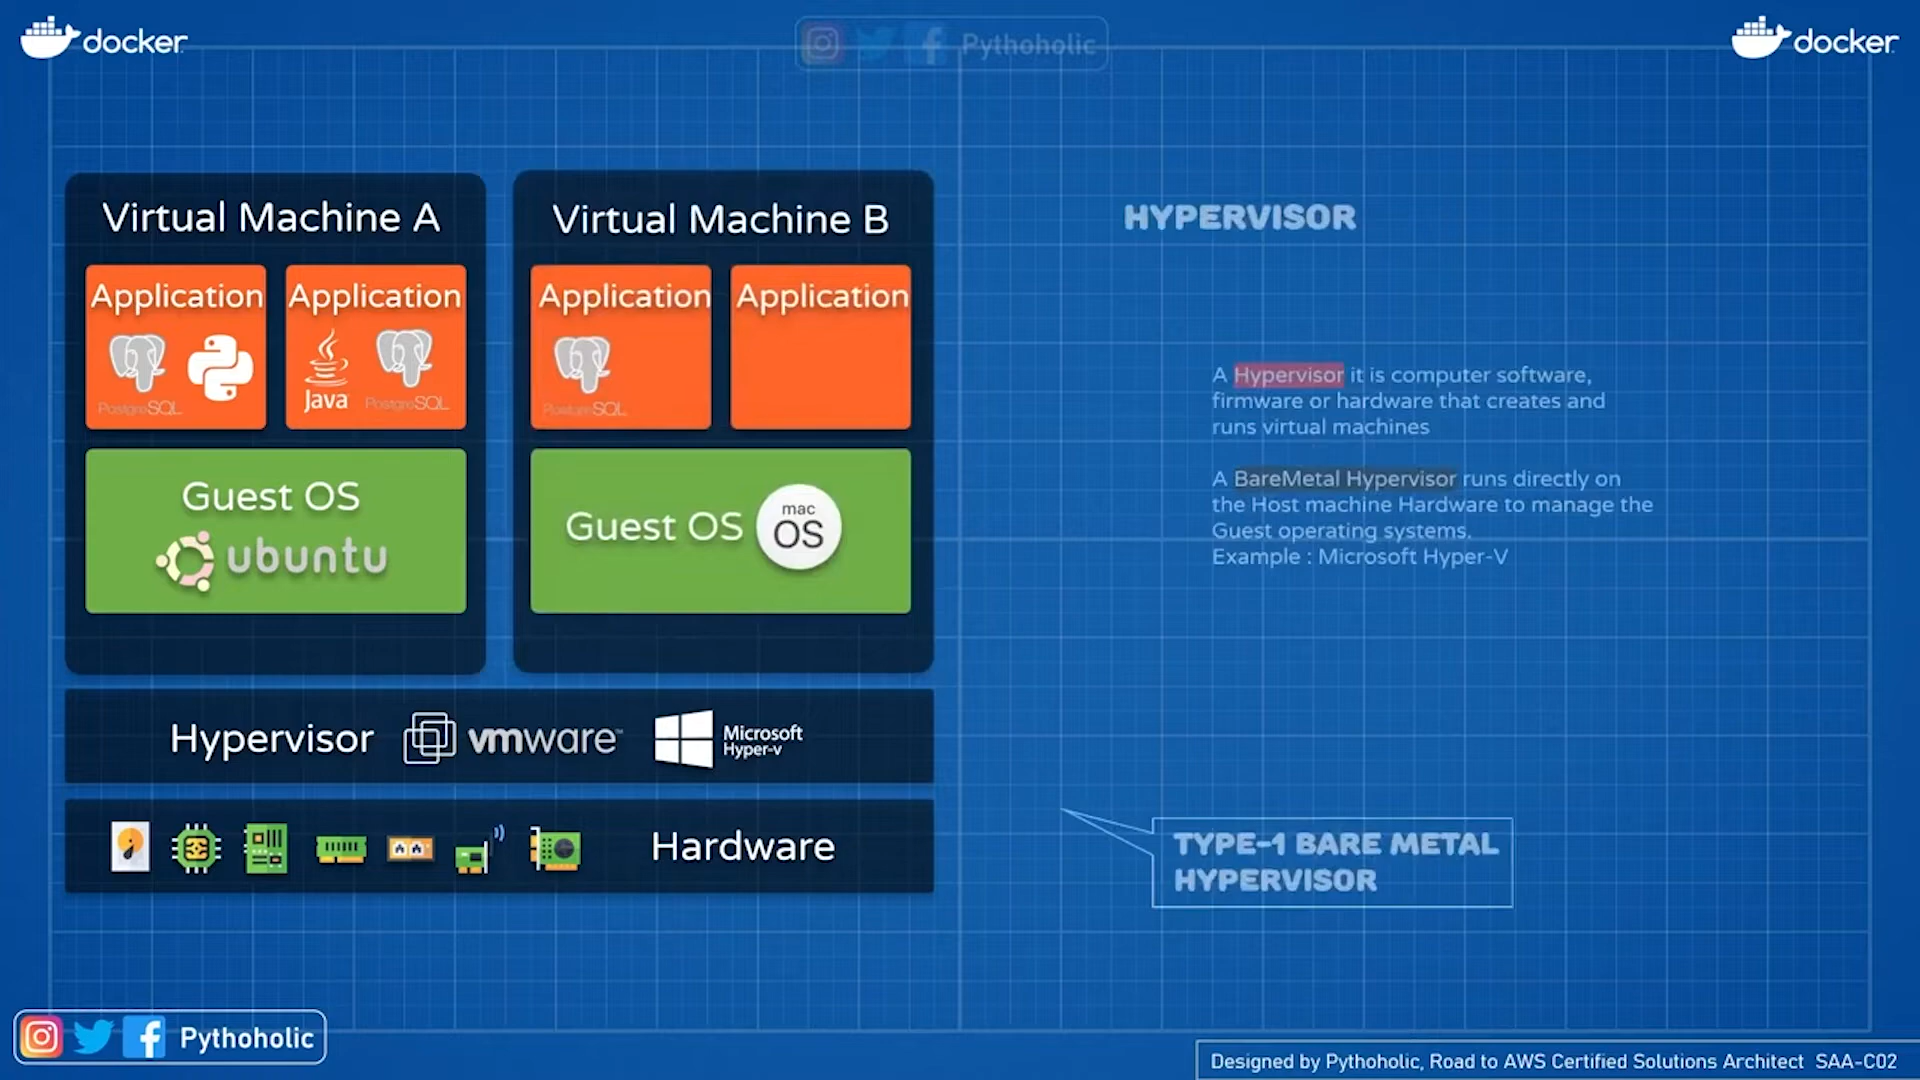 docker
Pythoholic
docker
Virtual Machine A
Application
PostgreSQL
Application
Java
PostgreSQL
Guest OS
ubuntu
Virtual Machine B
Application
PostgreSQL
Application
Guest OS
mac
OS
Hypervisor
vmware™
Microsoft
Hyper-v
Hardware
HYPERVISOR
A Hypervisor it is computer software,
firmware or hardware that creates and
runs virtual machines
A BareMetal Hypervisor runs directly on
the Host machine Hardware to manage the
Guest operating systems.
Example : Microsoft Hyper-V
TYPE-1 BARE METAL
HYPERVISOR
Pythoholic
Designed by Pythoholic, Road to AWS Certified Solutions Architect SAA-C02